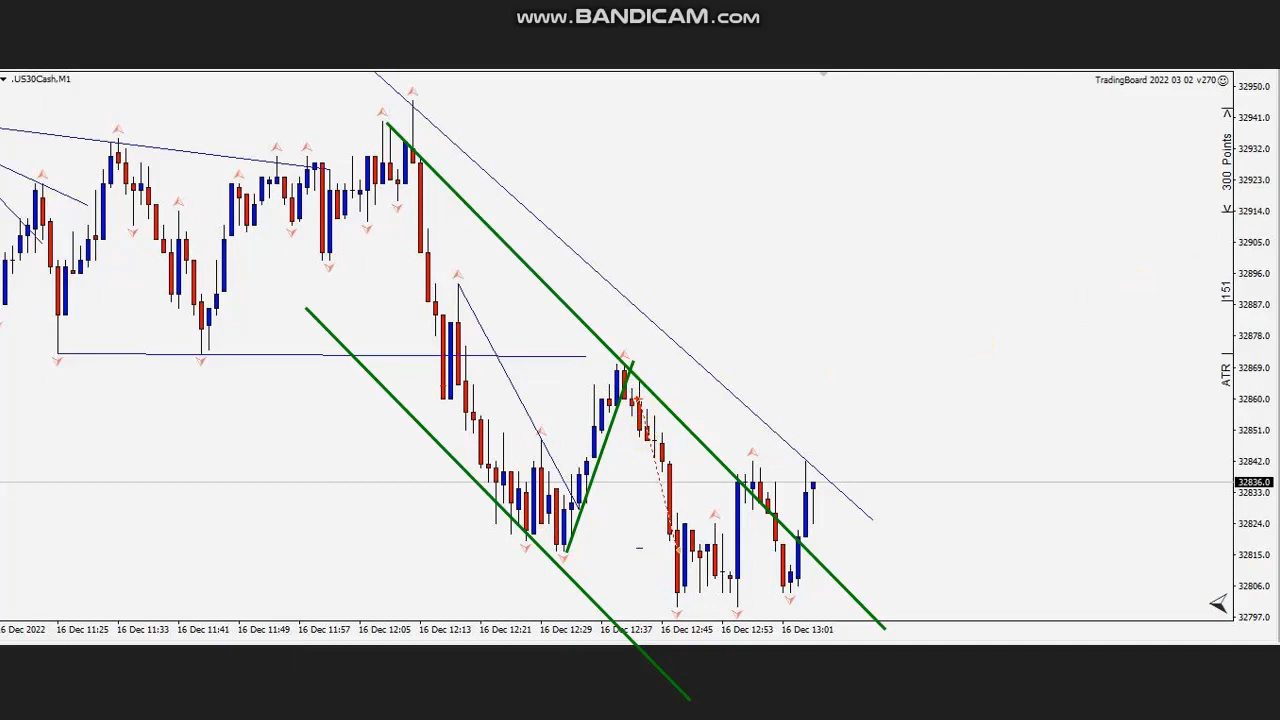 www.BANDICAM.com
.US30Cash,M1
TradingBoard 2022 03 02 v270
32950.0
32941.0
32932.0
32923.0
32914.0
32905.0
32896.0
32887.0
32878.0
32869.0
32860.0
32851.0
32842.0
32836.0
32833.0
32824.0
32815.0
32806.0
32797.0
300 Points
151
ATR
16 Dec 2022
16 Dec 11:25
16 Dec 11:33
16 Dec 11:41
16 Dec 11:49
16 Dec 11:57
16 Dec 12:05
16 Dec 12:13
16 Dec 12:21
16 Dec 12:29
16 Dec 12:37
16 Dec 12:45
16 Dec 12:53
16 Dec 13:01